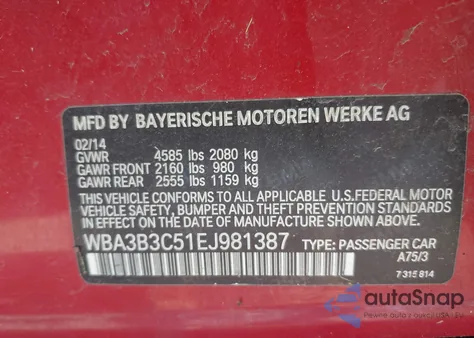 MFD BY BAYERISCHE MOTOREN WERKE AG
02/14
GVWR 4585 lbs 2080 kg
GAWR FRONT 2160 lbs 980 kg
GAWR REAR 2555 lbs 1159 kg
THIS VEHICLE CONFORMS TO ALL APPLICABLE
U.S.FEDERAL MOTOR
VEHICLE SAFETY, BUMPER, AND THEFT
PREVENTION STANDARDS IN EFFECT ON THE
DATE OF MANUFACTURE SHOWN ABOVE.
WBA3B3C51EJ981387 TYPE: PASSENGER CAR
A75/3
7315814
autoSnap